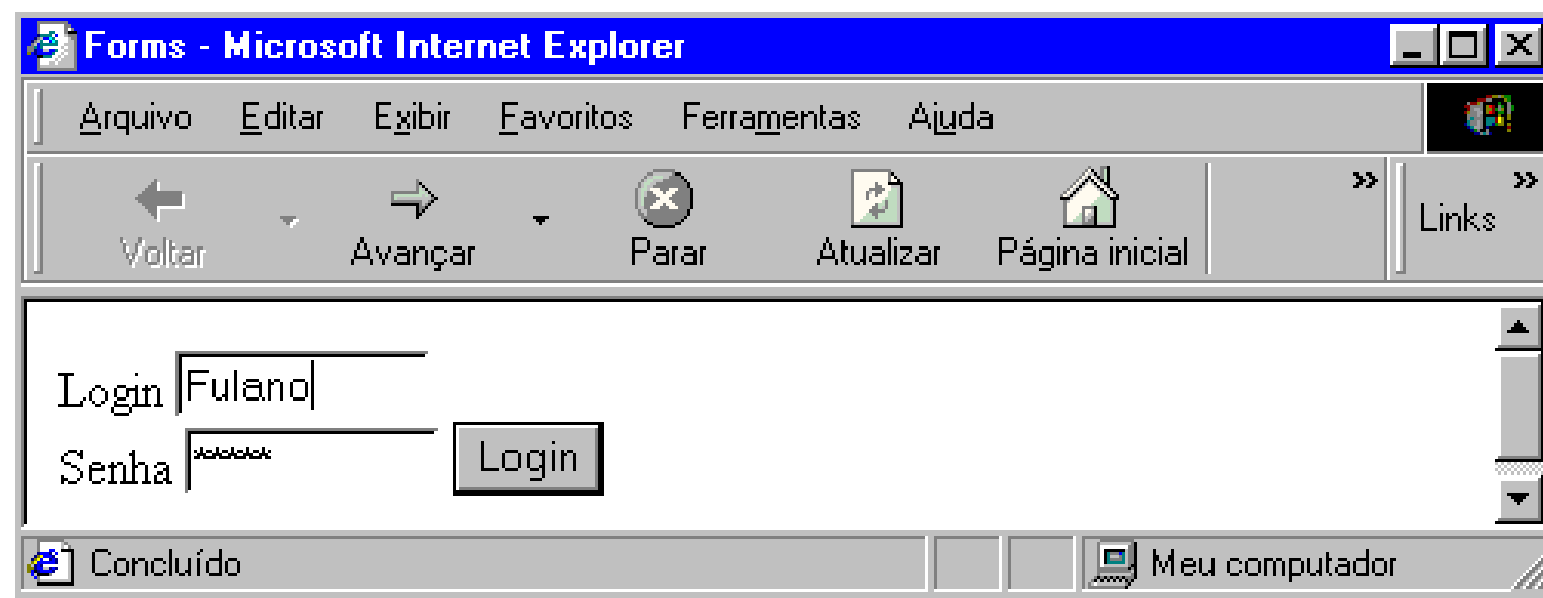 Forms - Microsoft Internet Explorer
Arquivo Editar Exibir Favoritos Ferramentas Ajuda
Voltar Avançar Parar Atualizar Página inicial » Links »
Login Fulano
Senha ****** Login
Concluído Meu computador